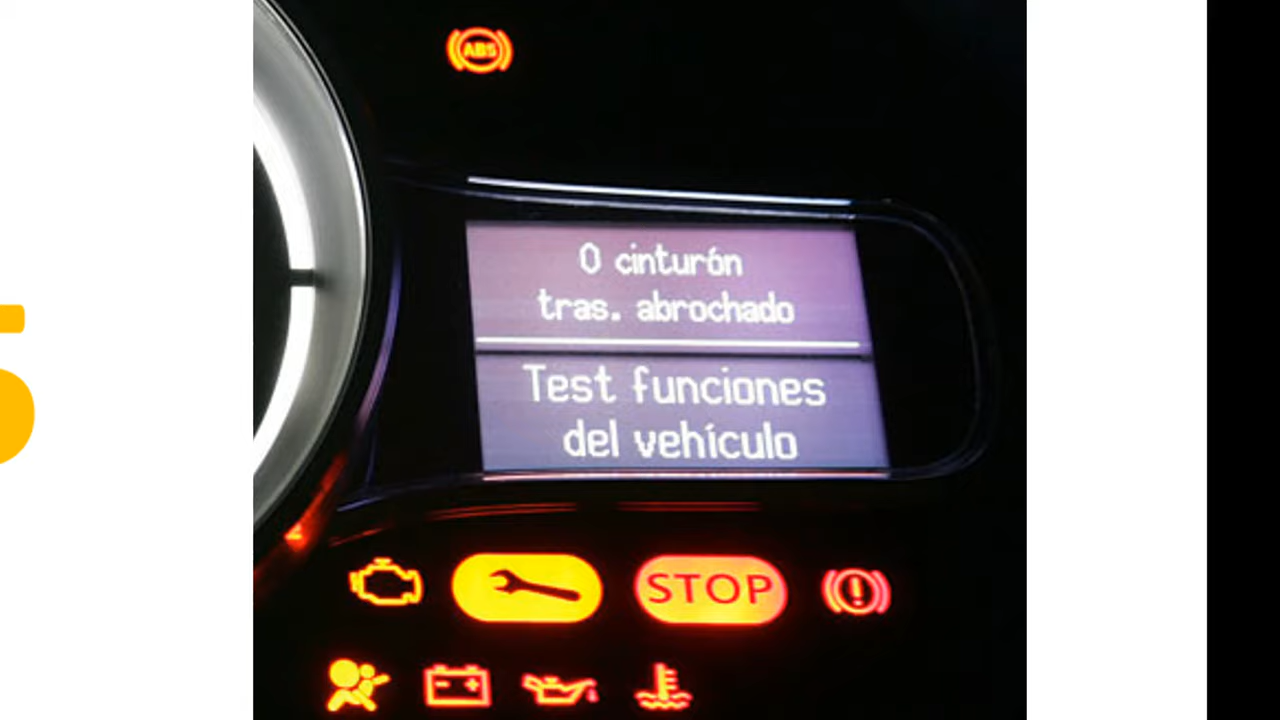 ABS
0 cinturón
tras. abrochado
Test funciones
del vehículo
STOP